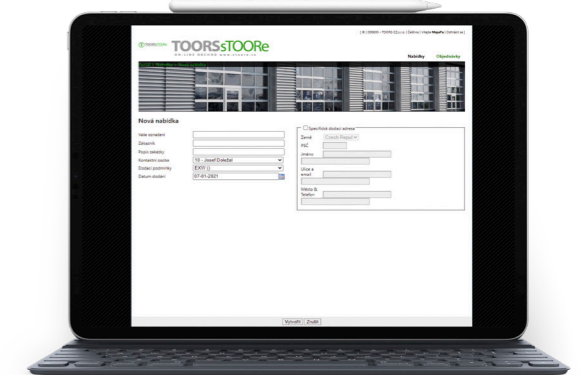 TOORSsTOORe
Nabídky Objednávky
Nová nabídka
Vaše označení
Zákazník
Popis zakázky
Kontaktní osoba 10 - Josef Doležal
Dodací podmínky EXW ()
Datum dodání 07-01-2021
Specifická dodací adresa
Země Czech Republ
PSČ
Jméno
Ulice a
email
Město &
Telefon
Vytvořit Zrušit